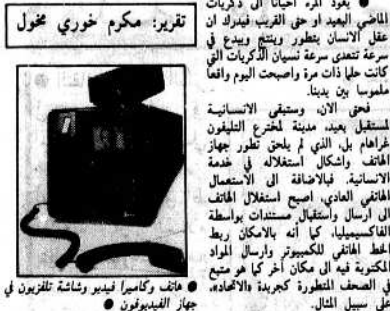 تقرير: مكرم خوري مخول
● يعود المرء احيانا الى ذكريات
الماضي البعيد او حتى القريب فيدرك ان
عقل الانسان يتطور وينتج ويبدع في
سرعة تتعدى سرعة نسيان الذكريات التي
كانت حلما ذات مرة واصبحت اليوم واقعا
ملموسا بين يدينا.
فحتى الان، وستبقى الانسانية
لمستقبل بعيد، مدينة لمخترع التليفون
غراهام بل، الذي لم يلحق تطور جهاز
الهاتف واشكال استغلاله في خدمة
الانسانية. فبالاضافة الى الاستعمال
الهاتفي العادي، اصبح استغلال الهاتف
في ارسال واستقبال مستندات بواسطة
الفاكسيميليا، كما أنه بالامكان ربط
الخط الهاتفي للكمبيوتر وارسال المواد
المكتوبة فيه الى مكان آخر كما هو متبع
في الصحف المتطورة كجريدة «الاتحاد»،
على سبيل المثال.
● هاتف وكاميرا فيديو وشاشة تلفزيون في
جهاز الفيديوفون ●